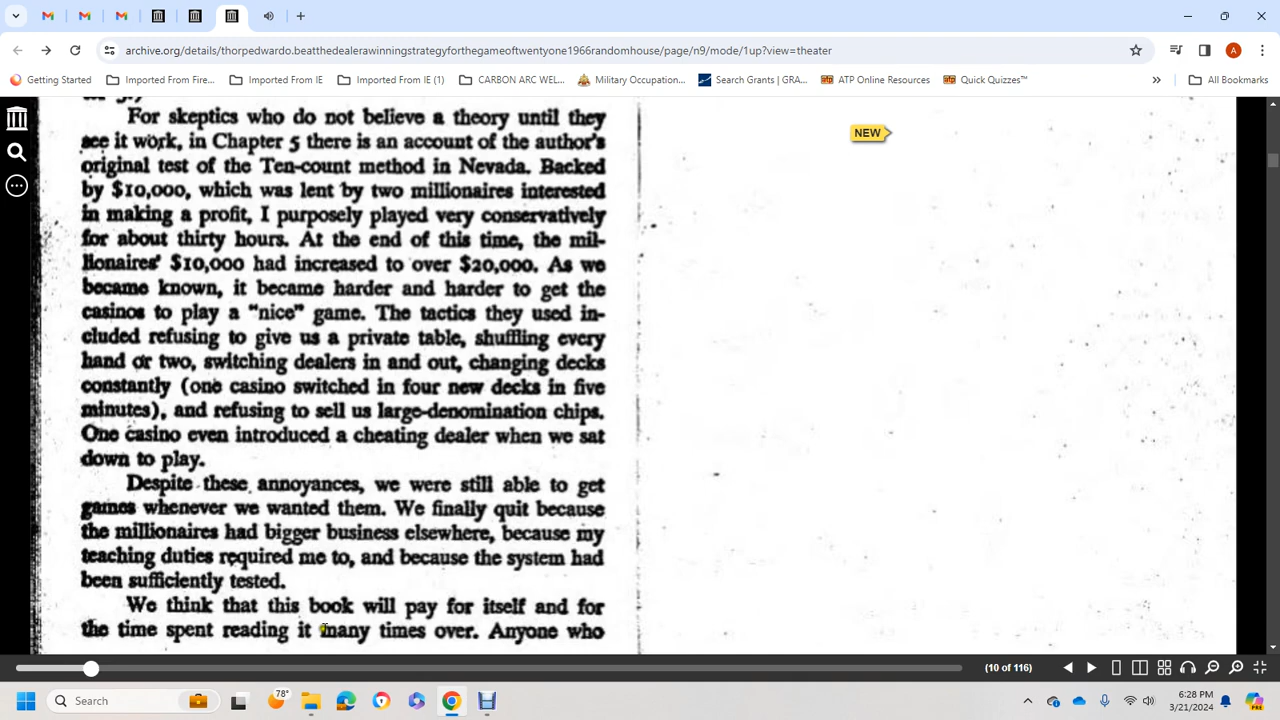 archive.org/details/thorpedwardo.beatthedealerawinningstrategyforthegameoftwentyone1966randomhouse/page/n9/mode/1up?view=theater
A
Getting Started Imported From Fire... Imported From IE Imported From IE (1) CARBON ARC WEL... Military Occupation... Search Grants | GRA... ATP Online Resources Quick Quizzes™ » All Bookmarks
For skeptics who do not believe a theory until they
see it work, in Chapter 5 there is an account of the author's
original test of the Ten-count method in Nevada. Backed
by $10,000, which was lent by two millionaires interested
in making a profit, I purposely played very conservatively
for about thirty hours. At the end of this time, the mil-
lionaires' $10,000 had increased to over $20,000. As we
became known, it became harder and harder to get the
casinos to play a "nice" game. The tactics they used in-
cluded refusing to give us a private table, shuffling every
hand or two, switching dealers in and out, changing decks
constantly (one casino switched in four new decks in five
minutes), and refusing to sell us large-denomination chips.
One casino even introduced a cheating dealer when we sat
down to play.
Despite these annoyances, we were still able to get
games whenever we wanted them. We finally quit because
the millionaires had bigger business elsewhere, because my
teaching duties required me to, and because the system had
been sufficiently tested.
We think that this book will pay for itself and for
the time spent reading it many times over. Anyone who
NEW
(10 of 116)
Search
78°
6:28 PM
3/21/2024